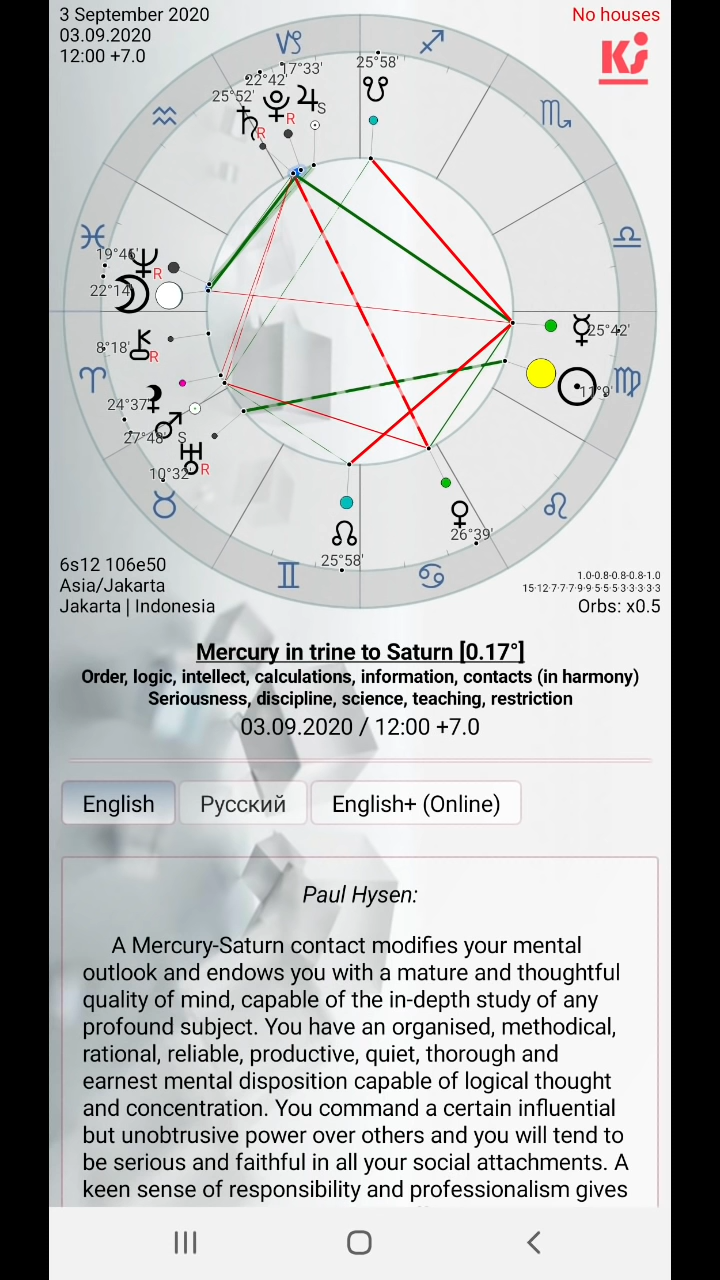 3 September 2020
03.09.2020
12:00 +7.0
No houses
KS
17°33'
22°42'
25°52'
25°58'
S
R
R
19°46'
R
22°14'
25°42'
8°18'
R
11°9'
24°37'
27°48'
S
10°32'
R
26°39'
25°58'
6s12 106e50
Asia/Jakarta
Jakarta | Indonesia
1.0-0.8-0.8-0.8-1.0
15-12-7-7-7-9-9-5-5-5-3-3-3-3-3
Orbs: x0.5
Mercury in trine to Saturn [0.17°]
Order, logic, intellect, calculations, information, contacts (in harmony)
Seriousness, discipline, science, teaching, restriction
03.09.2020 / 12:00 +7.0
English
Русский
English+ (Online)
Paul Hysen:
A Mercury-Saturn contact modifies your mental
outlook and endows you with a mature and thoughtful
quality of mind, capable of the in-depth study of any
profound subject. You have an organised, methodical,
rational, reliable, productive, quiet, thorough and
earnest mental disposition capable of logical thought
and concentration. You command a certain influential
but unobtrusive power over others and you will tend to
be serious and faithful in all your social attachments. A
keen sense of responsibility and professionalism gives